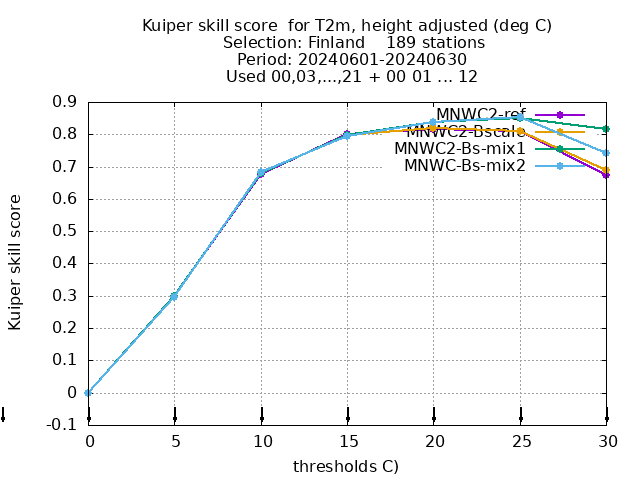 Kuiper skill score  for T2m, height adjusted (deg C)
Selection: Finland    189 stations
Period: 20240601-20240630
Used 00,03,...,21 + 00 01 ... 12
0.9
0.8
0.7
0.6
0.5
0.4
0.3
0.2
0.1
0
-0.1
Kuiper skill score
MNWC2-ref
MNWC2-Bscare
MNWC2-Bs-mix1
MNWC-Bs-mix2
0 5 10 15 20 25 30
thresholds C)